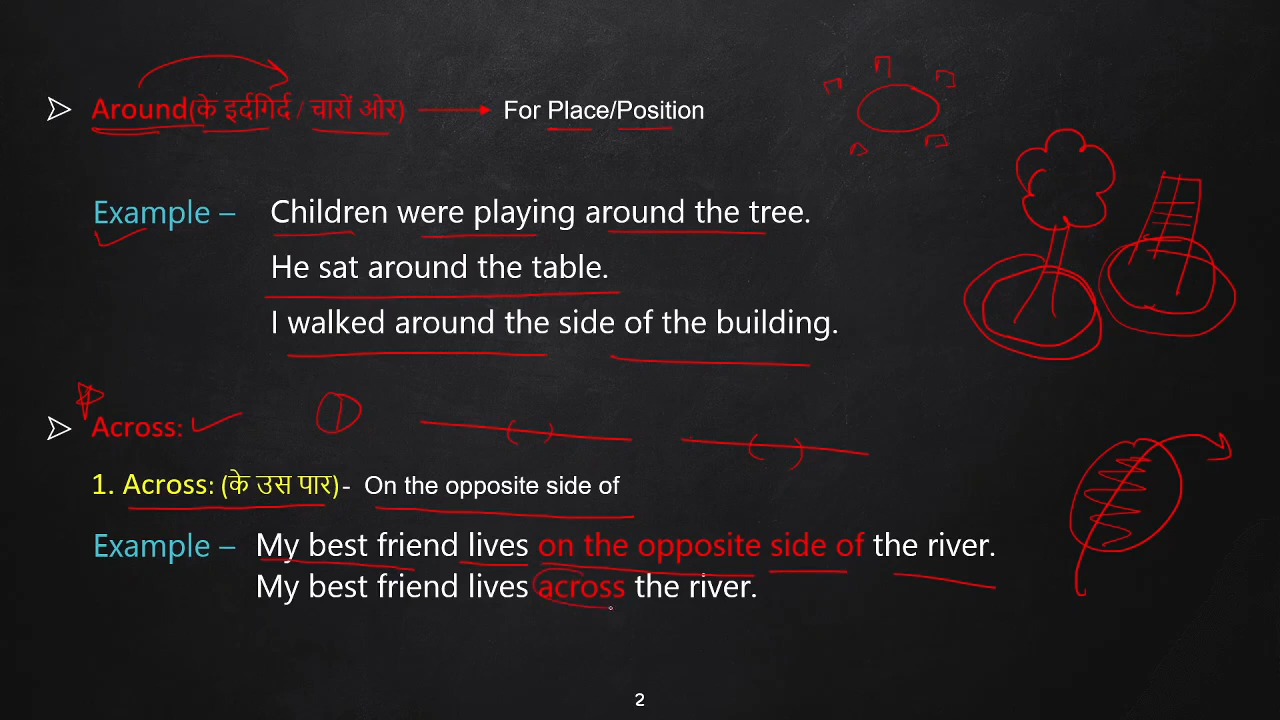 Around(के इर्दगिर्द / चारों ओर) For Place/Position
Example – Children were playing around the tree.
He sat around the table.
I walked around the side of the building.
Across:
1. Across: (के उस पार)- On the opposite side of
Example – My best friend lives on the opposite side of the river.
My best friend lives across the river.
2